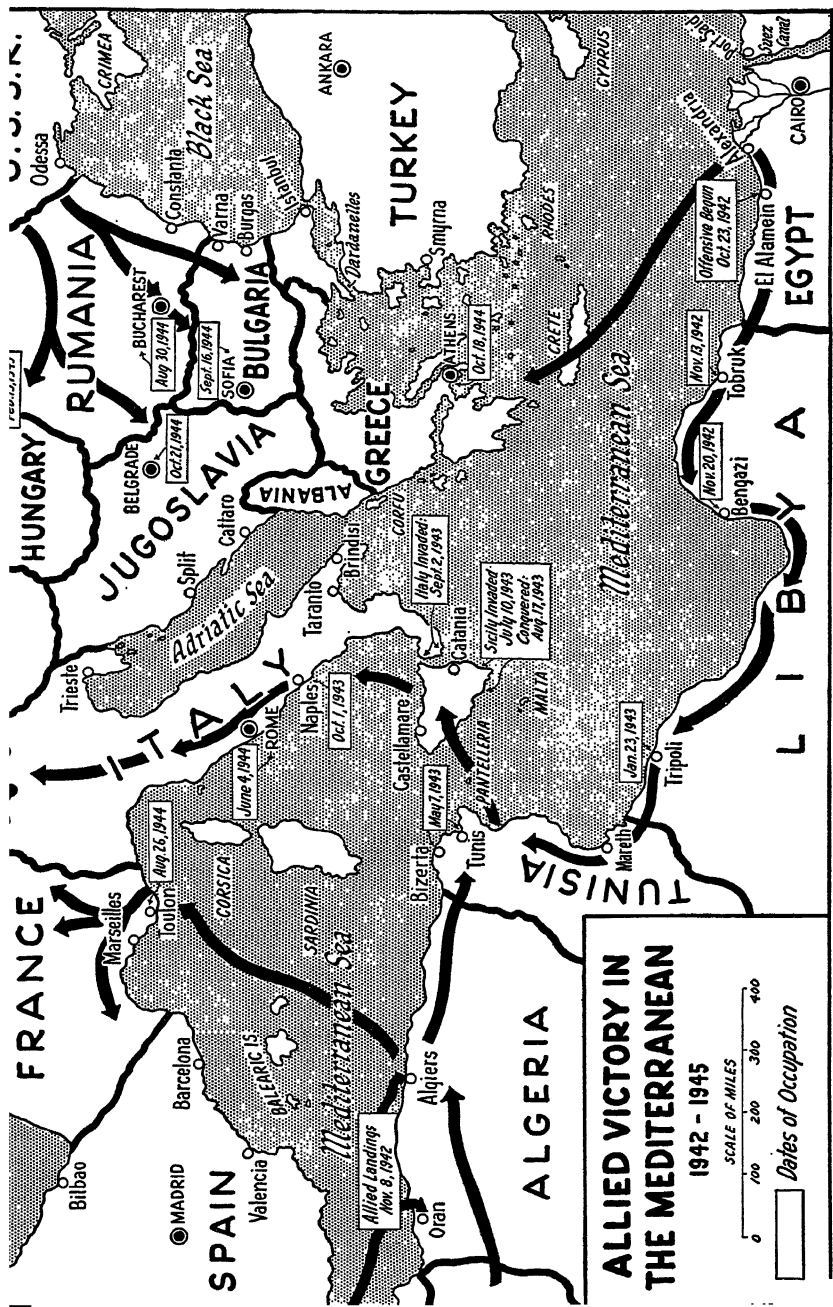 U.S.S.R.
CRIMEA
Odessa
Black Sea
ANKARA
TURKEY
CYPRUS
Port Said
Suez
Canal
CAIRO
Alexandria
Constanta
Varna
Burgas
Istanbul
Dardanelles
Smyrna
RHODES
Offensive Begun
Oct. 23, 1942
El Alamein
EGYPT
RUMANIA
BUCHAREST
Aug 30, 1944
Sept. 16, 1944
SOFIA
BULGARIA
ATHENS
Oct. 18, 1944
CRETE
Nov. 12, 1942
Tobruk
HUNGARY
BELGRADE
Oct. 21, 1944
JUGOSLAVIA
ALBANIA
GREECE
CORFU
Mediterranean Sea
Nov. 20, 1942
Bengazi
LIBYA
Cattaro
Split
Adriatic Sea
Brindisi
Taranto
Italy Invaded:
Sept. 2, 1943
Sicily Invaded:
July 10, 1943
Conquered:
Aug. 17, 1943
Catania
Trieste
ITALY
Naples
Oct. 1, 1943
Castellamare
MALTA
PANTELLERIA
ROME
June 4, 1944
May 7, 1943
Jan. 23, 1943
Tripoli
Aug. 26, 1944
CORSICA
SARDINIA
Bizerta
Tunis
Mareth
TUNISIA
FRANCE
Marseilles
Toulon
Mediterranean Sea
Barcelona
BALEARIC IS.
Algiers
ALGERIA
Bilbao
MADRID
SPAIN
Valencia
Allied Landings
Nov. 8, 1942
Oran
ALLIED VICTORY IN
THE MEDITERRANEAN
1942 - 1945
SCALE OF MILES
0 100 200 300 400
Dates of Occupation